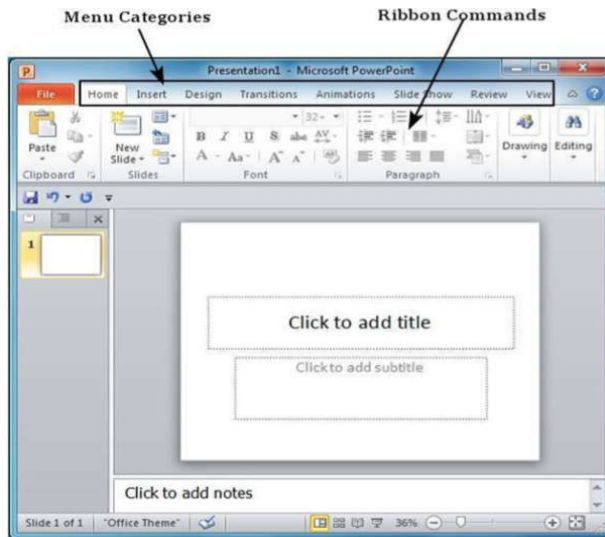 Menu Categories
Ribbon Commands
P
Presentation1 - Microsoft PowerPoint
File Home Insert Design Transitions Animations Slide Show Review View
32
B I U S abc AV
A Aa A A
Paste
New
Slide
Drawing Editing
Clipboard Slides Font Paragraph
1
Click to add title
Click to add subtitle
Click to add notes
Slide 1 of 1 "Office Theme" 36%